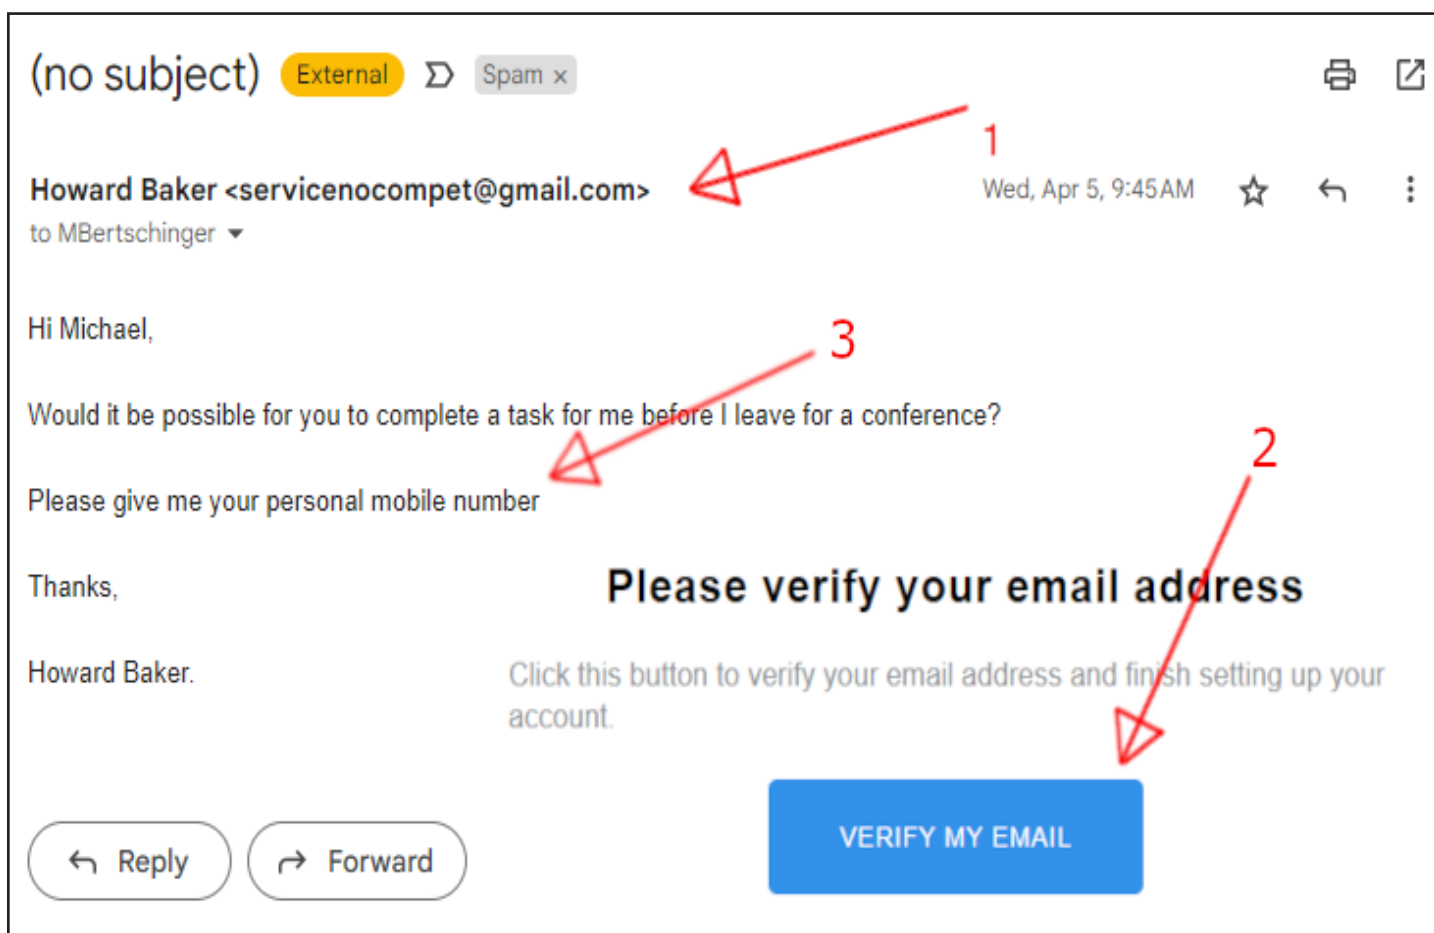 (no subject) External Spam ×
1
Howard Baker <servicenocompet@gmail.com> Wed, Apr 5, 9:45 AM
to MBertschinger
Hi Michael,
3
Would it be possible for you to complete a task for me before I leave for a conference?
2
Please give me your personal mobile number
Thanks,
Please verify your email address
Howard Baker.
Click this button to verify your email address and finish setting up your
account.
VERIFY MY EMAIL
Reply Forward